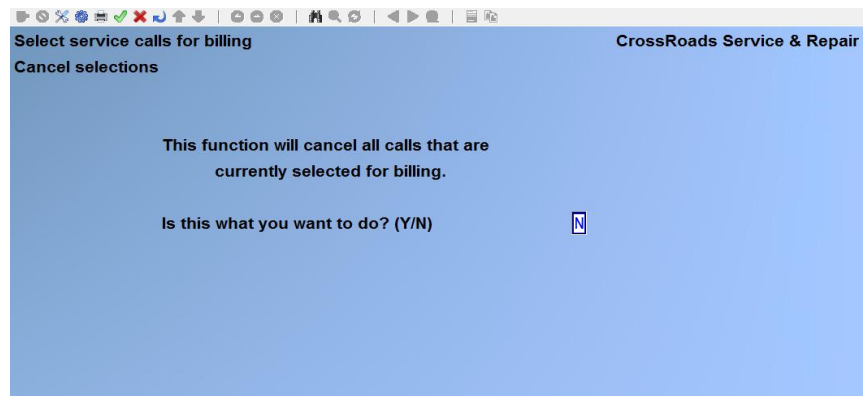 Select service calls for billing CrossRoads Service & Repair
Cancel selections
This function will cancel all calls that are
currently selected for billing.
Is this what you want to do? (Y/N) N